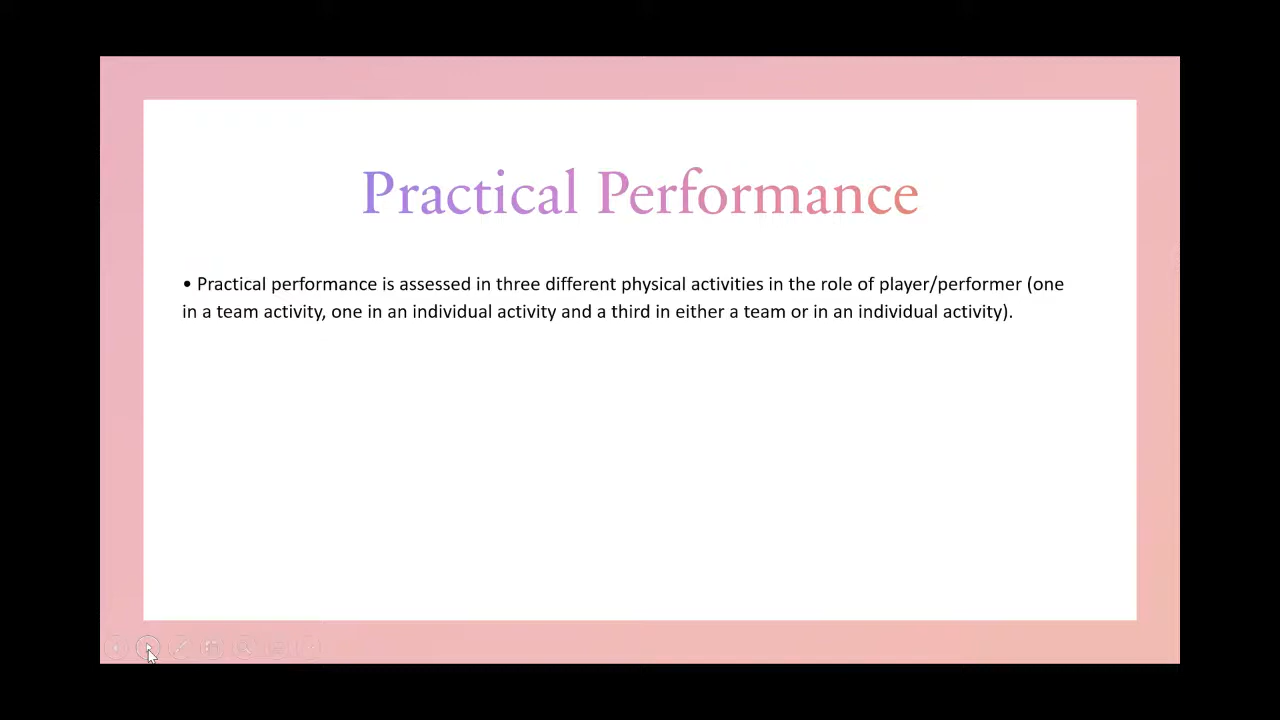 Practical Performance
• Practical performance is assessed in three different physical activities in the role of player/performer (one
in a team activity, one in an individual activity and a third in either a team or in an individual activity).